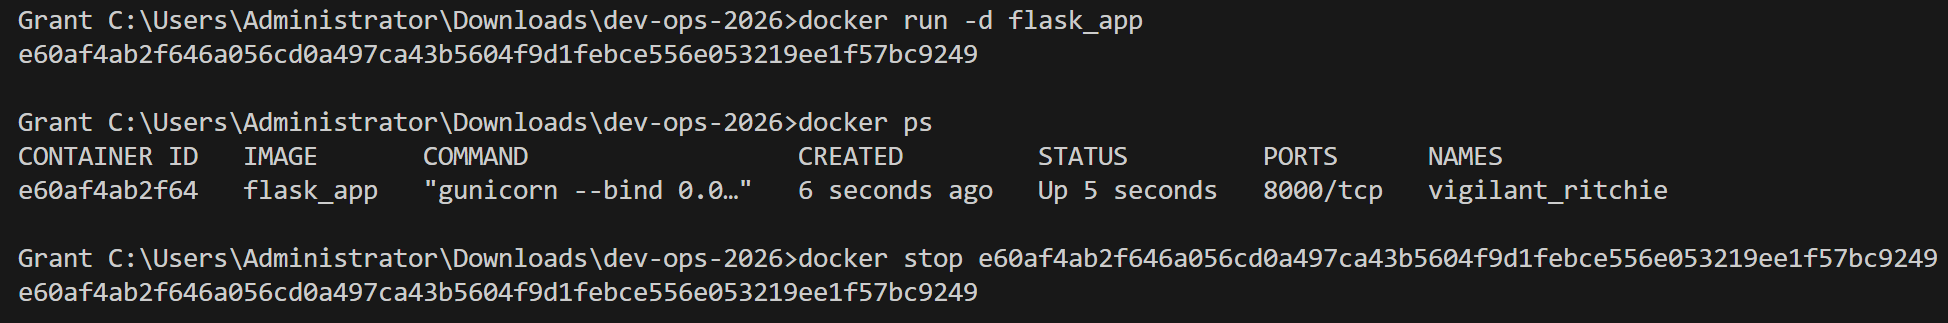 Grant C:\Users\Administrator\Downloads\dev-ops-2026>docker run -d flask_app
e60af4ab2f646a056cd0a497ca43b5604f9d1febce556e053219ee1f57bc9249
Grant C:\Users\Administrator\Downloads\dev-ops-2026>docker ps
CONTAINER ID   IMAGE       COMMAND                  CREATED         STATUS         PORTS      NAMES
e60af4ab2f64   flask_app   "gunicorn --bind 0.0…"   6 seconds ago   Up 5 seconds   8000/tcp   vigilant_ritchie
Grant C:\Users\Administrator\Downloads\dev-ops-2026>docker stop e60af4ab2f646a056cd0a497ca43b5604f9d1febce556e053219ee1f57bc9249
e60af4ab2f646a056cd0a497ca43b5604f9d1febce556e053219ee1f57bc9249